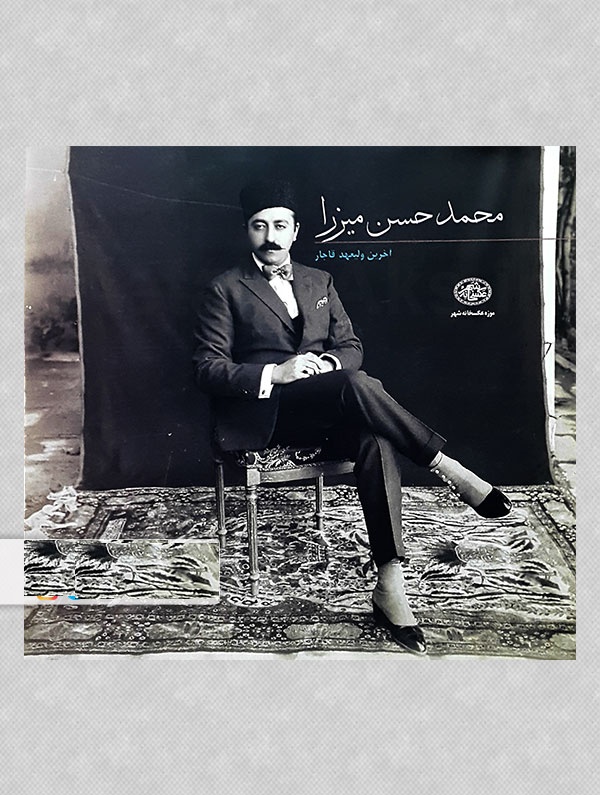 محمد حسن میرزا
آخرین ولیعهد قاجار
موزه عکسخانه شهر